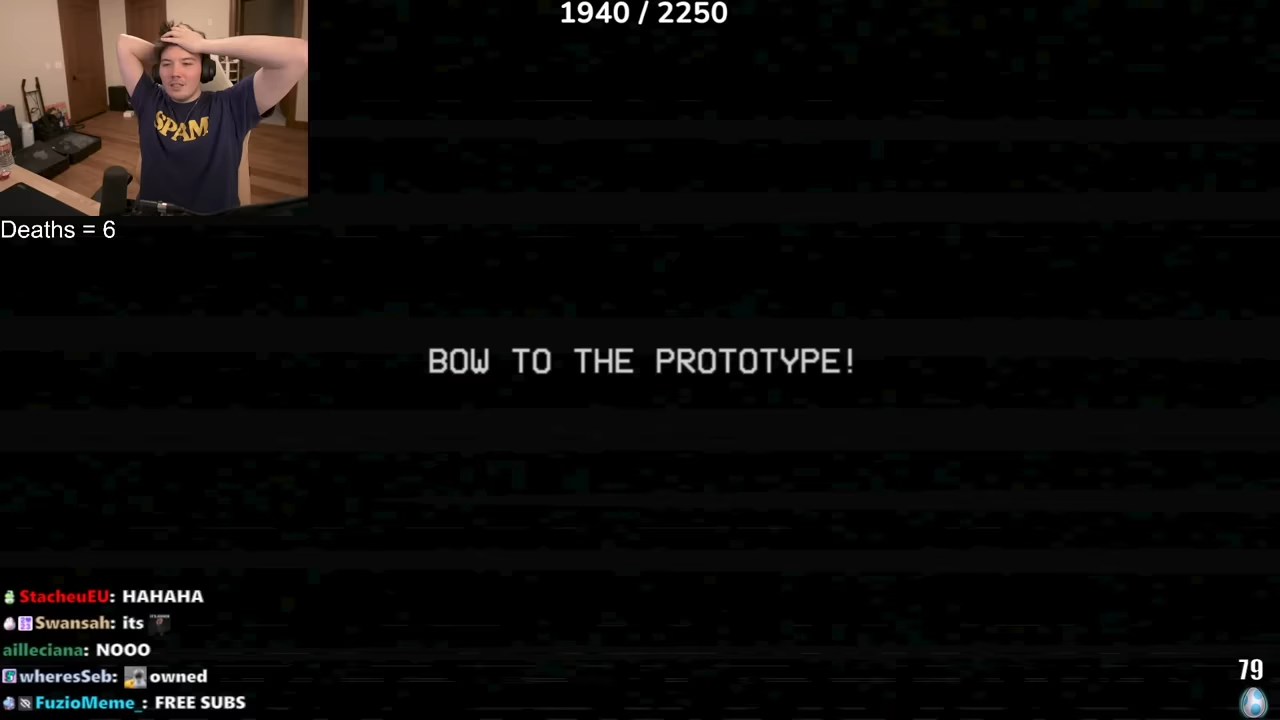 1940 / 2250
SPAM
Deaths = 6
BOW TO THE PROTOTYPE!
StacheuEU: HAHAHA
Swansah: its
ailleciana: NOOO
wheresSeb: owned
FuzioMeme_: FREE SUBS
79